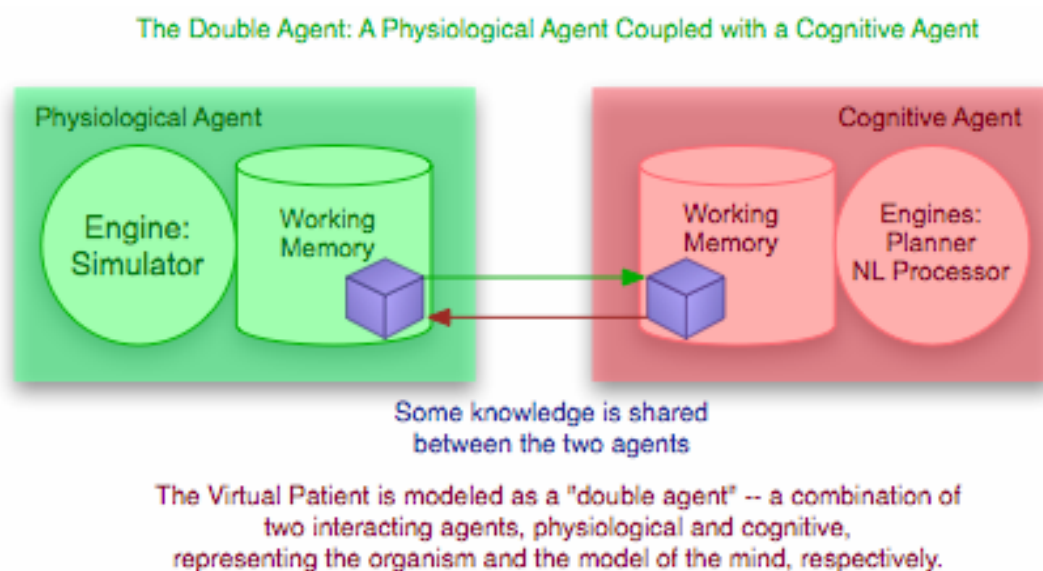 The Double Agent: A Physiological Agent Coupled with a Cognitive Agent
Physiological Agent
Engine:
Simulator
Working
Memory
Cognitive Agent
Working
Memory
Engines:
Planner
NL Processor
Some knowledge is shared
between the two agents
The Virtual Patient is modeled as a "double agent" -- a combination of
two interacting agents, physiological and cognitive,
representing the organism and the model of the mind, respectively.